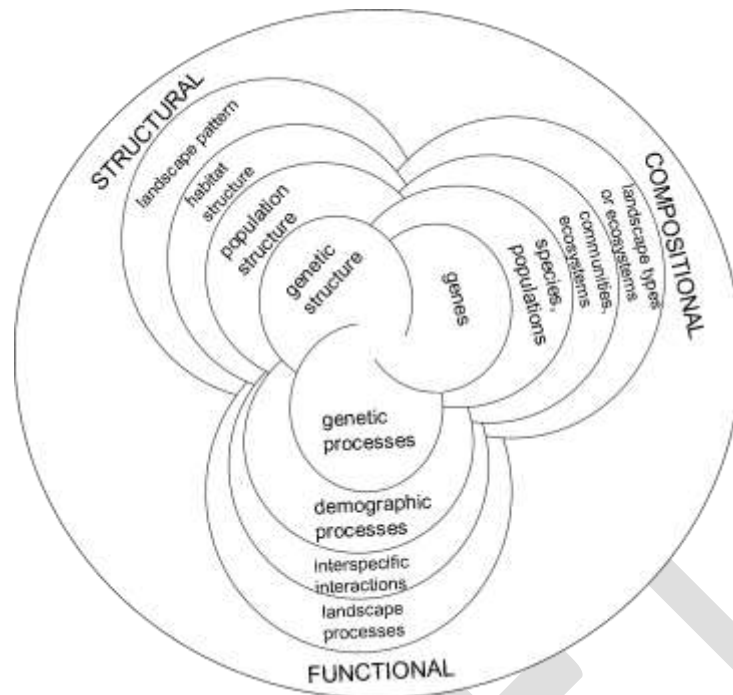 STRUCTURAL
landscape pattern
habitat
structure
population
structure
genetic
structure
COMPOSITIONAL
landscape types
or ecosystems
communities,
ecosystems
species,
populations
genes
genetic
processes
demographic
processes
interspecific
interactions
landscape
processes
FUNCTIONAL